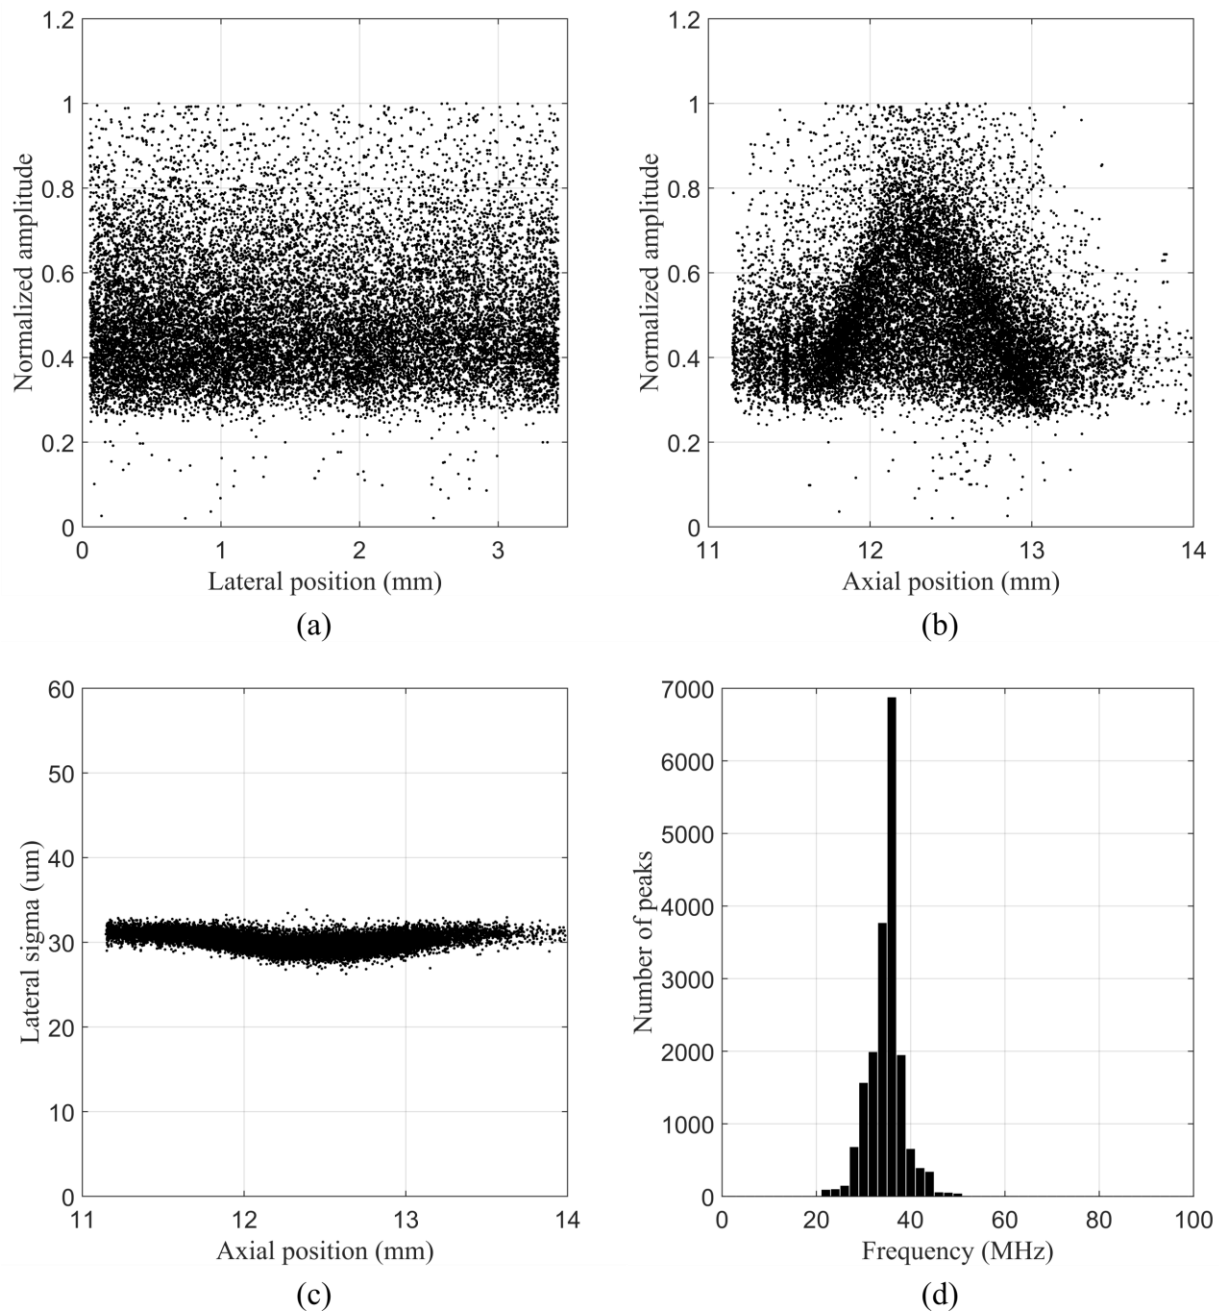 1.2
1
0.8
0.6
0.4
0.2
0
0 1 2 3
Normalized amplitude
Lateral position (mm)
(a)
1.2
1
0.8
0.6
0.4
0.2
0
11 12 13 14
Normalized amplitude
Axial position (mm)
(b)
60
50
40
30
20
10
0
11 12 13 14
Lateral sigma (um)
Axial position (mm)
(c)
7000
6000
5000
4000
3000
2000
1000
0
0 20 40 60 80 100
Number of peaks
Frequency (MHz)
(d)